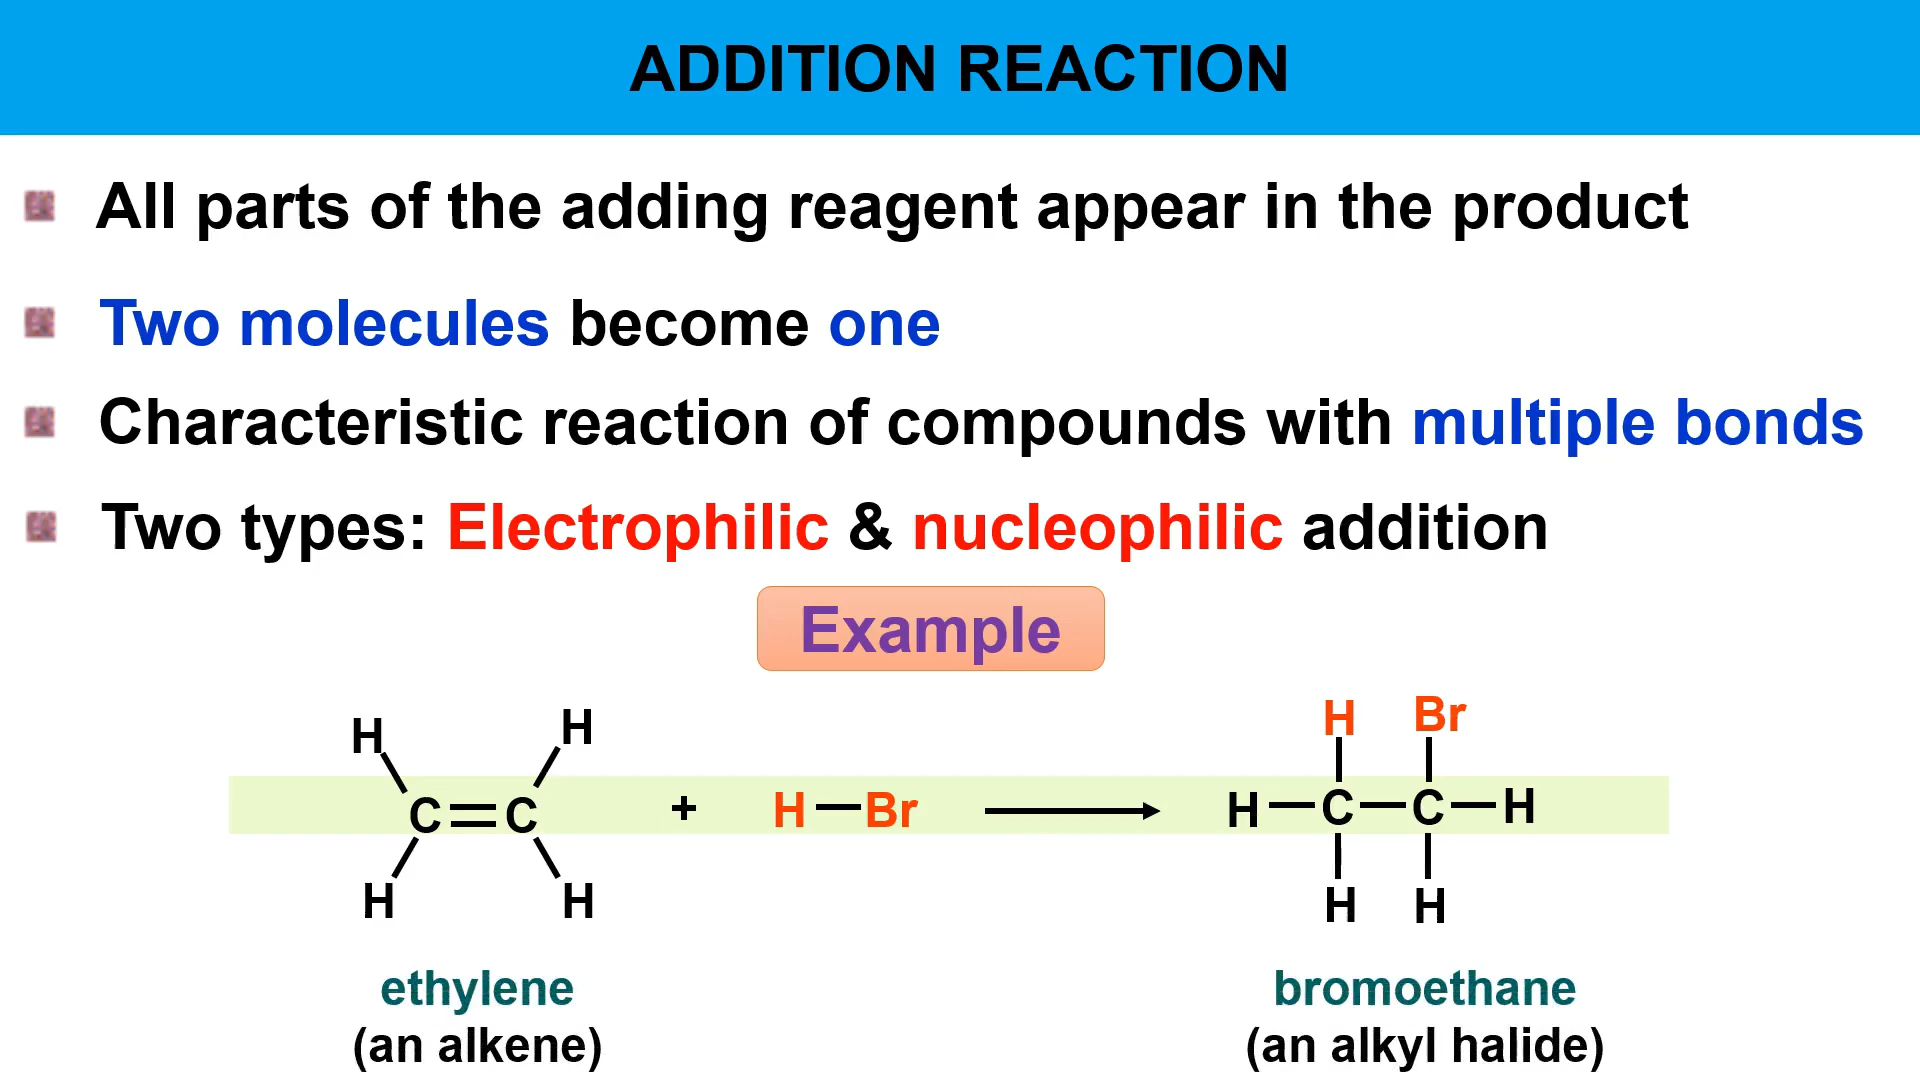 ADDITION REACTION
All parts of the adding reagent appear in the product
Two molecules become one
Characteristic reaction of compounds with multiple bonds
Two types: Electrophilic & nucleophilic addition
Example
H H H Br
C=C + H—Br H—C—C—H
H H H H
ethylene bromoethane
(an alkene) (an alkyl halide)